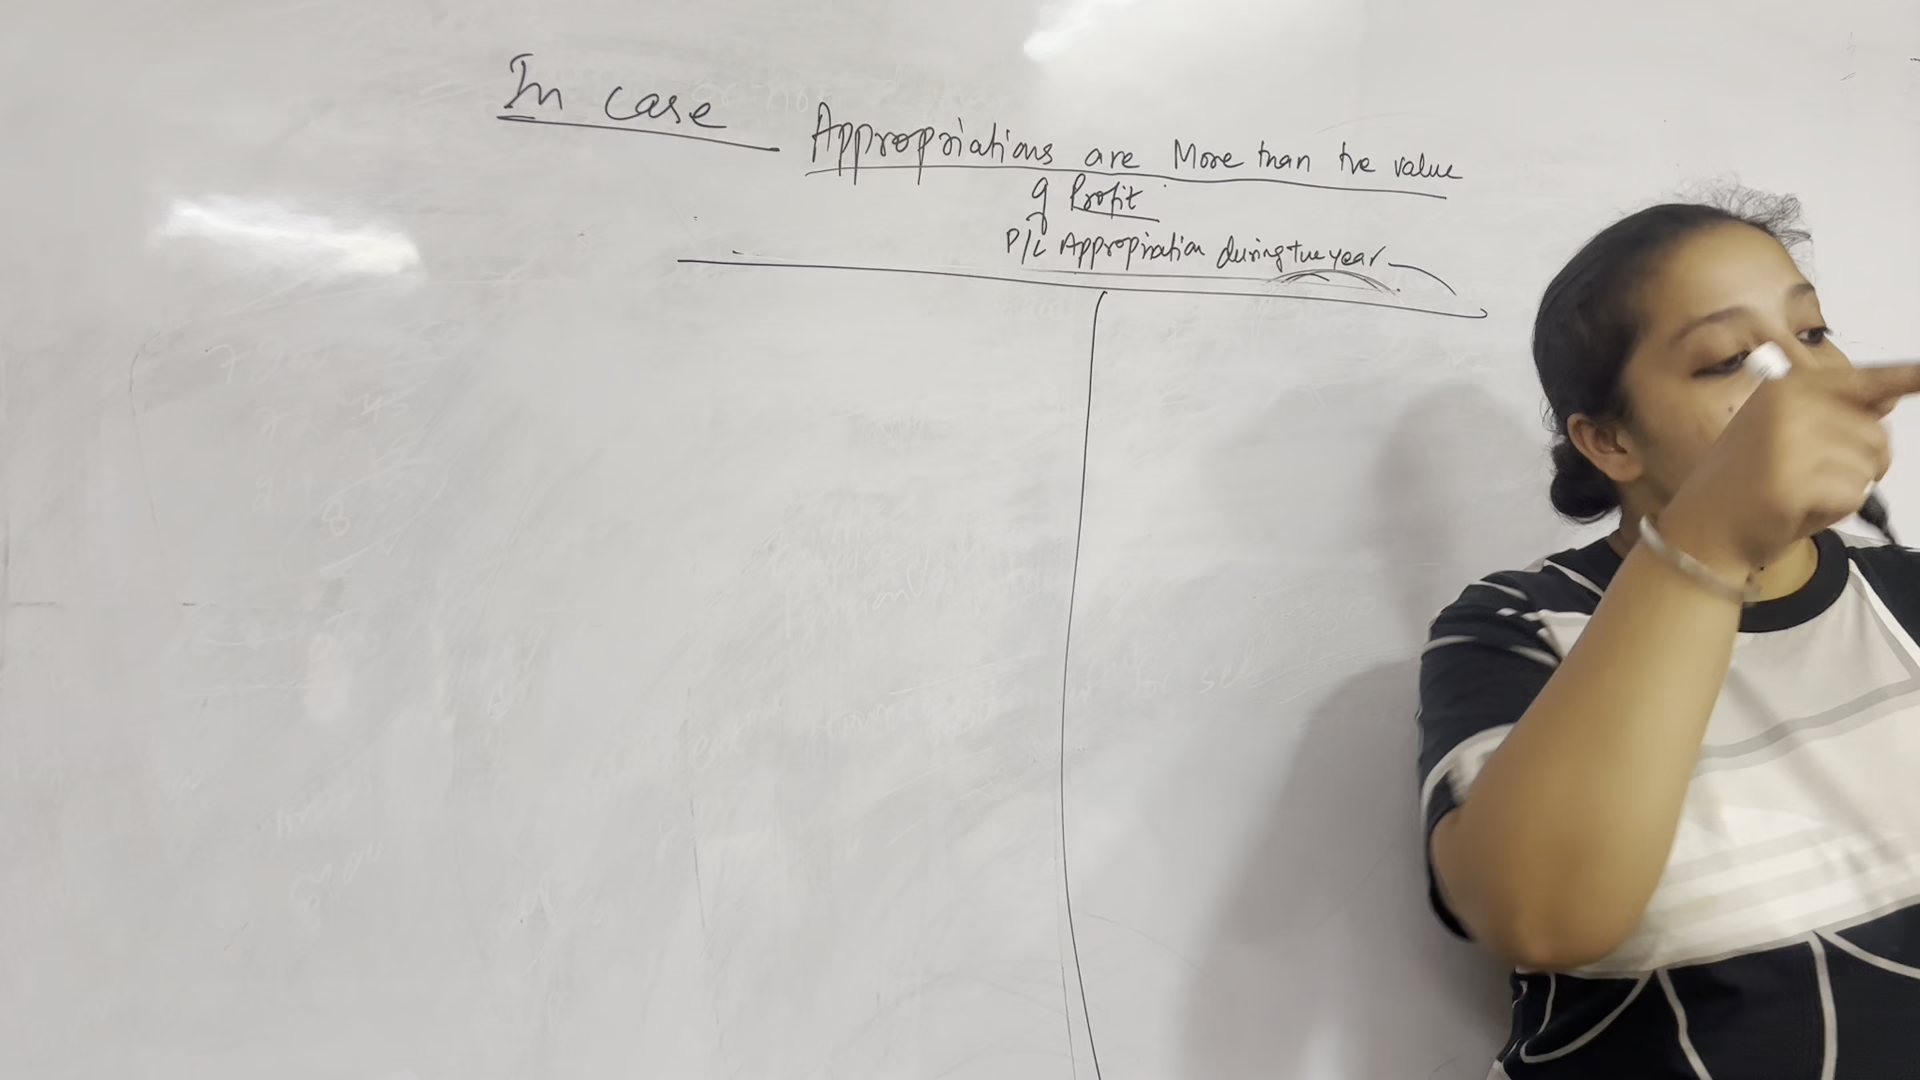 In case Appropriations are More than the value
of Profit
P/L Appropriation during the year